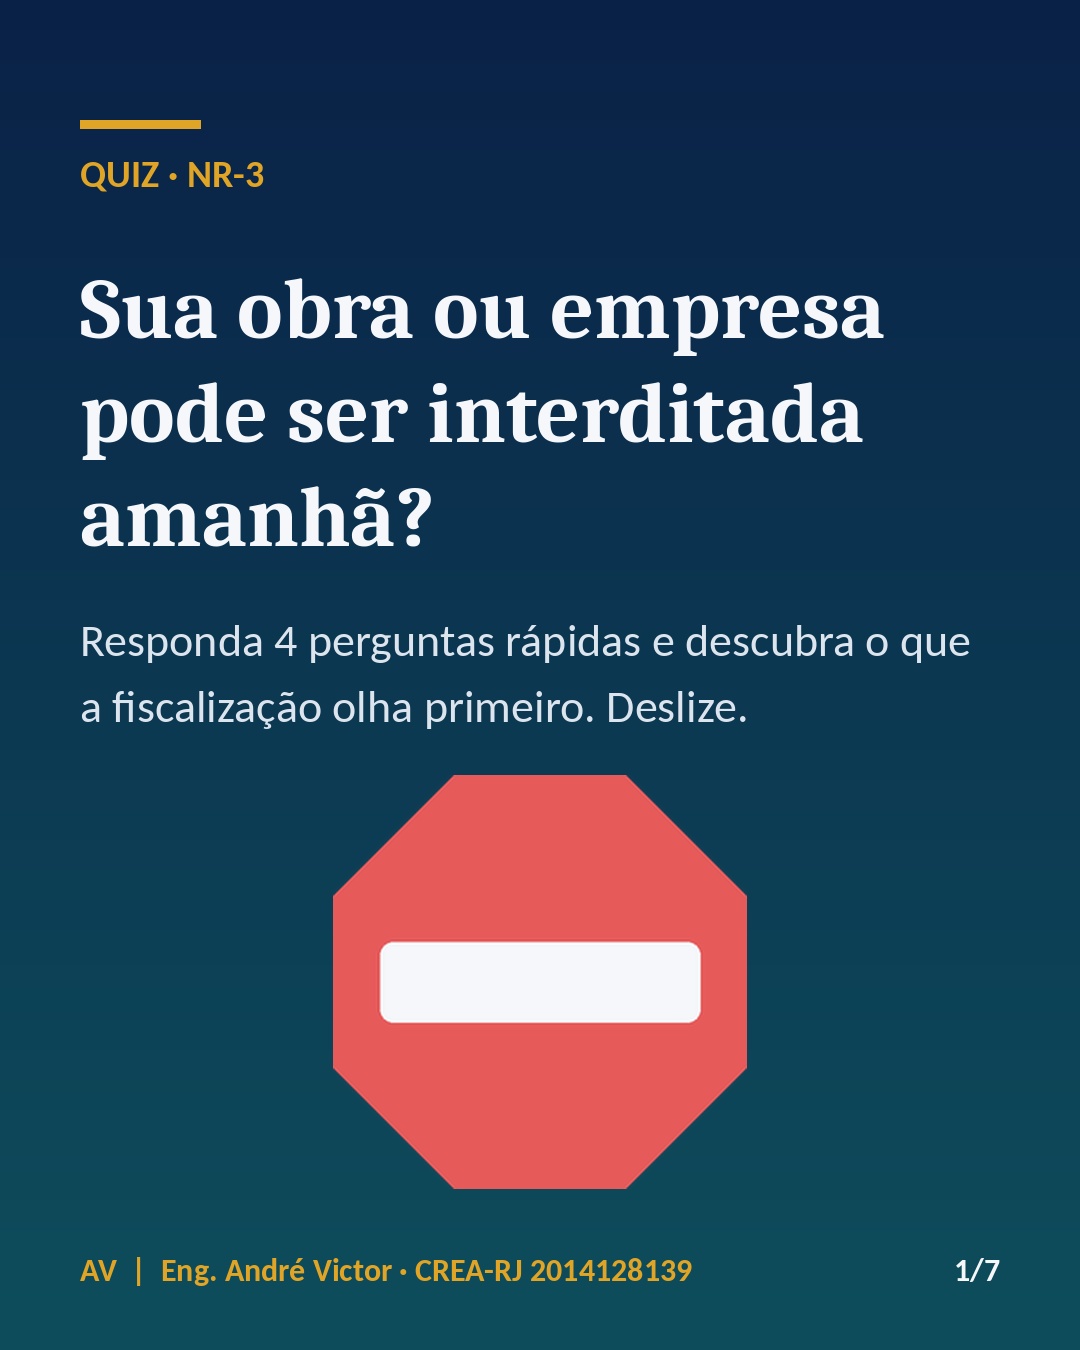 QUIZ · NR-3
Sua obra ou empresa
pode ser interditada
amanhã?
Responda 4 perguntas rápidas e descubra o que
a fiscalização olha primeiro. Deslize.
AV | Eng. André Victor · CREA-RJ 2014128139
1/7